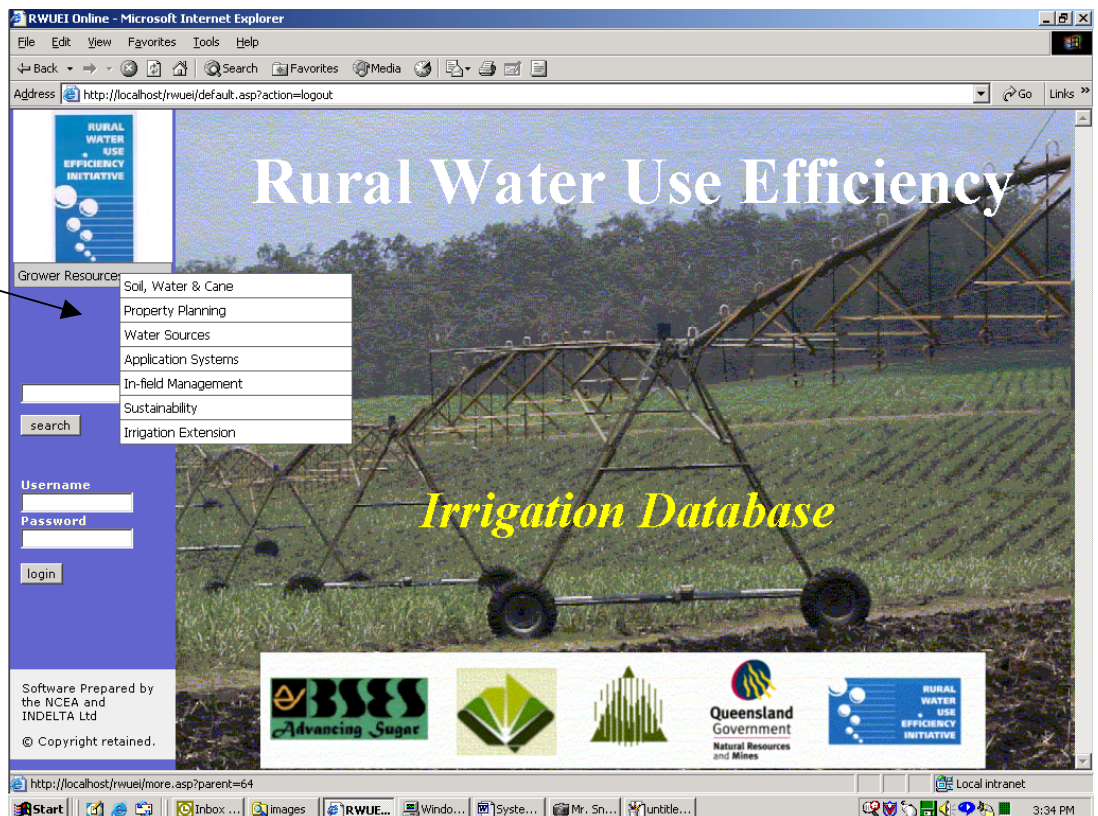 RWUEI Online - Microsoft Internet Explorer
File Edit View Favorites Tools Help
Back Search Favorites Media
Address http://localhost/rwuei/default.asp?action=logout Go Links »
RURAL
WATER
USE
EFFICIENCY
INITIATIVE
Rural Water Use Efficiency
Grower Resources
Soil, Water & Cane
Property Planning
Water Sources
Application Systems
In-field Management
Sustainability
Irrigation Extension
search
Username
Password
login
Irrigation Database
Software Prepared by
the NCEA and
INDELTA Ltd
© Copyright retained.
BSES
Advancing Sugar
Queensland
Government
Natural Resources
and Mines
RURAL
WATER
USE
EFFICIENCY
INITIATIVE
http://localhost/rwuei/more.asp?parent=64 Local intranet
Start Inbox ... images RWUE... Windo... Syste... Mr. Sn... untitle... 3:34 PM